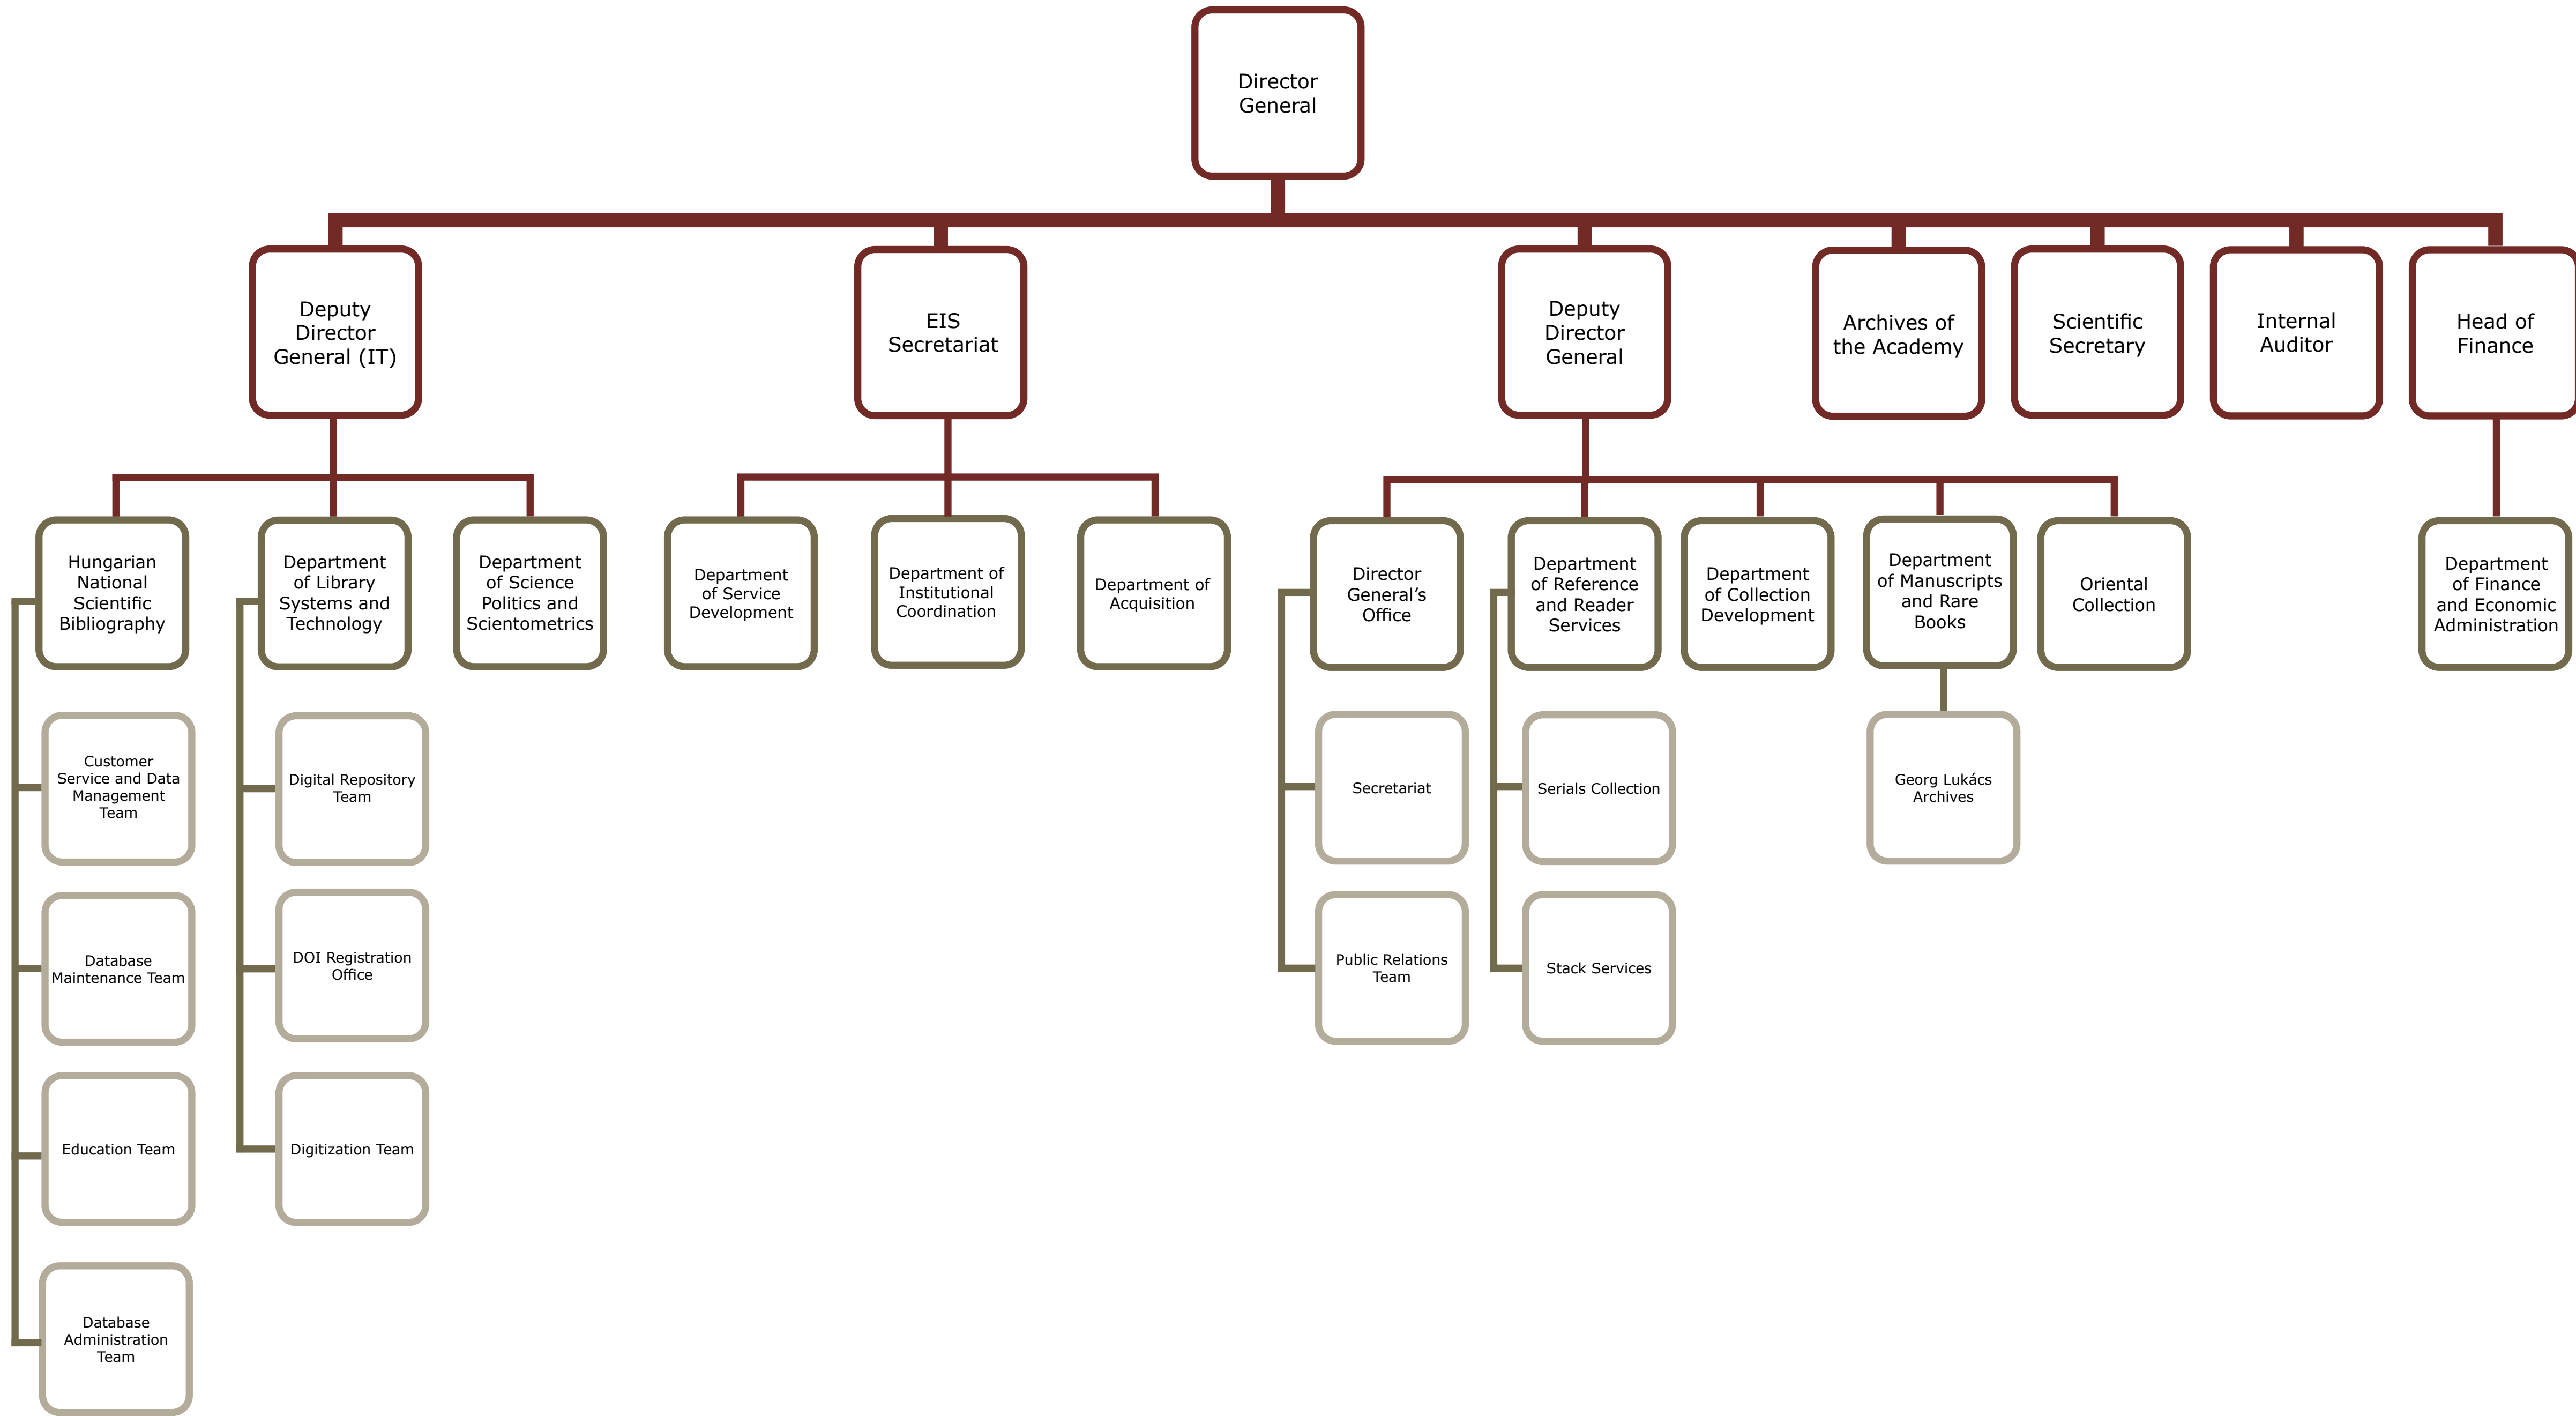 Director
General
Deputy
Director
General (IT)
EIS
Secretariat
Deputy
Director
General
Archives of
the Academy
Scientific
Secretary
Internal
Auditor
Head of
Finance
Hungarian
National
Scientific
Bibliography
Department
of Library
Systems and
Technology
Department
of Science
Politics and
Scientometrics
Department
of Service
Development
Department of
Institutional
Coordination
Department of
Acquisition
Director
General’s
Office
Department
of Reference
and Reader
Services
Department
of Collection
Development
Department
of Manuscripts
and Rare
Books
Oriental
Collection
Department
of Finance
and Economic
Administration
Customer
Service and Data
Management
Team
Digital Repository
Team
Secretariat
Serials Collection
Georg Lukács
Archives
Database
Maintenance Team
DOI Registration
Office
Public Relations
Team
Stack Services
Education Team
Digitization Team
Database
Administration
Team